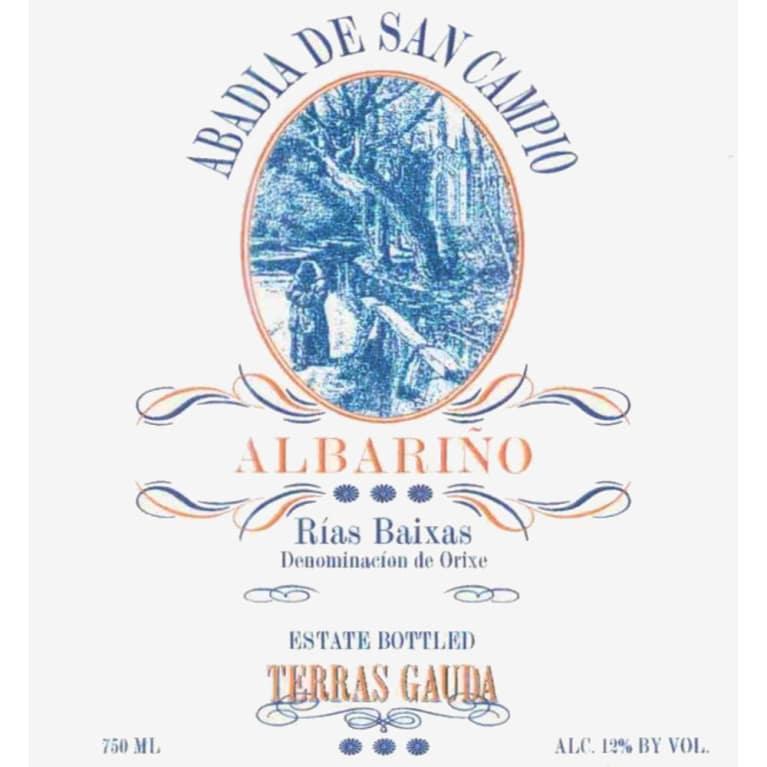 ABADIA DE SAN CAMPIO
ALBARIÑO
Rías Baixas
Denominacíon de Orixe
ESTATE BOTTLED
TERRAS GAUDA
750 ML
ALC. 12% BY VOL.